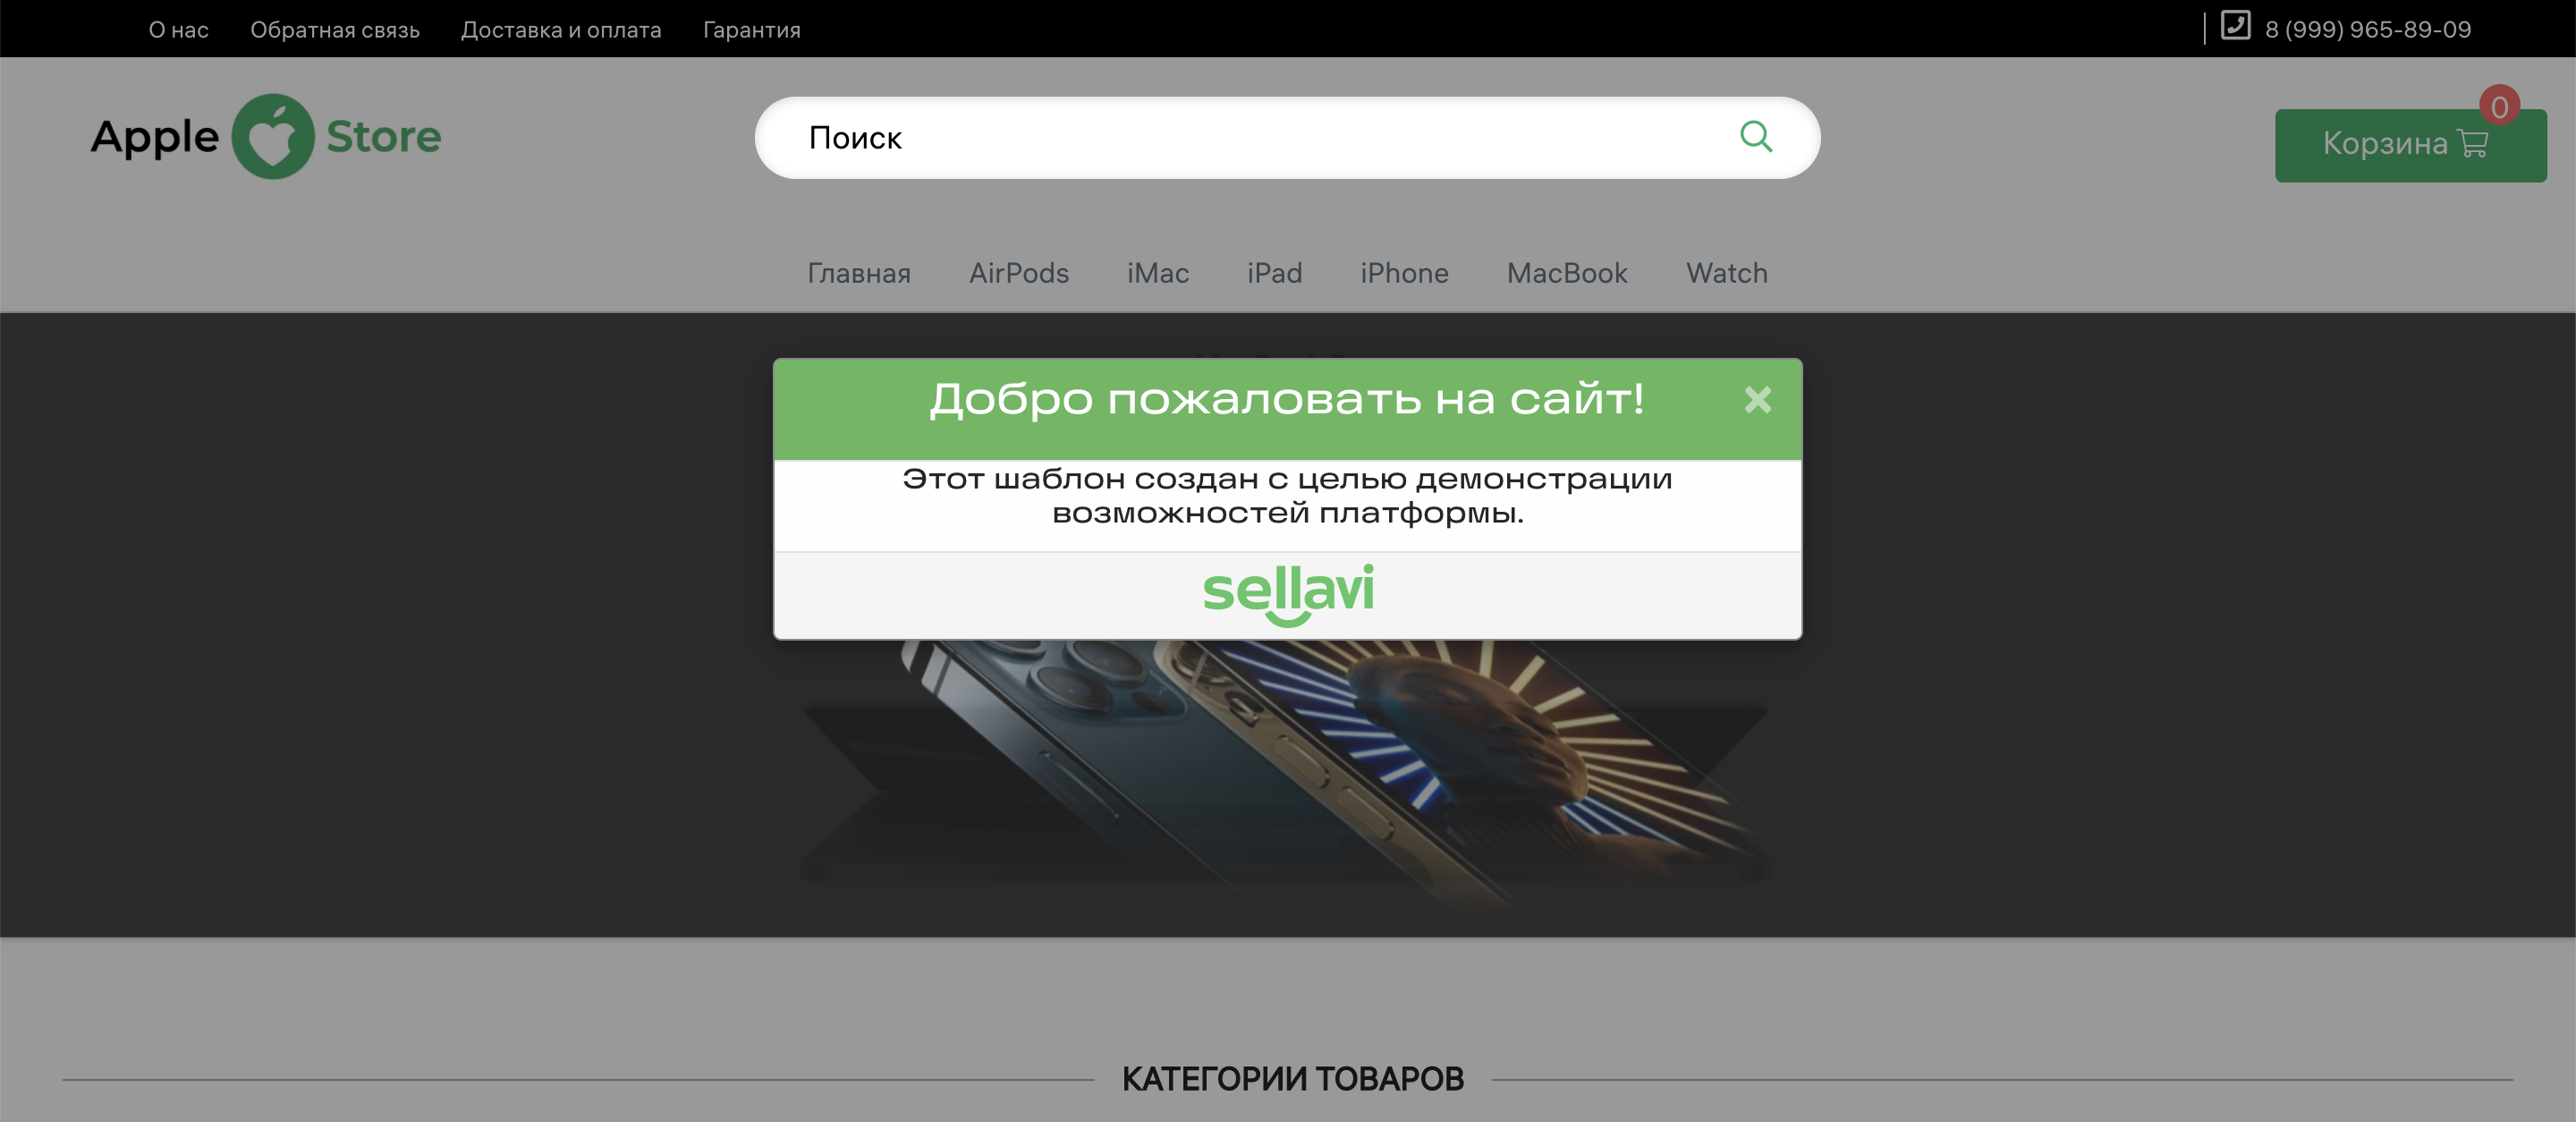 О нас Обратная связь Доставка и оплата Гарантия 8 (999) 965-89-09
Apple Store
Поиск
0
Корзина
Главная AirPods iMac iPad iPhone MacBook Watch
Добро пожаловать на сайт!
Этот шаблон создан с целью демонстрации
возможностей платформы.
sellavi
КАТЕГОРИИ ТОВАРОВ